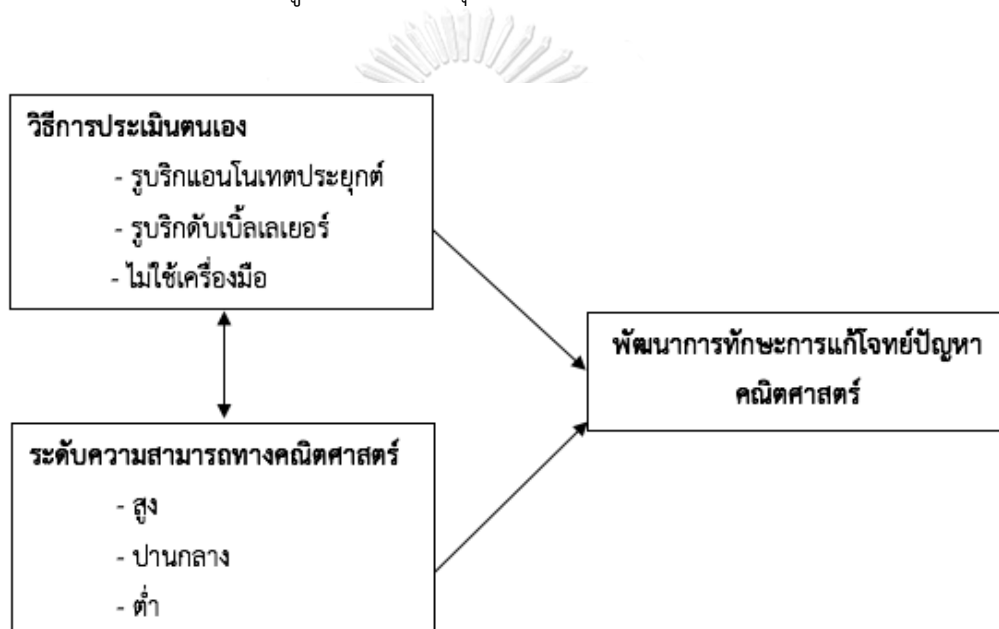 วิธีการประเมินตนเอง
- รูบริกแอนโนเทตประยุกต์
- รูบริกดับเบิ้ลเลเยอร์
- ไม่ใช้เครื่องมือ
พัฒนาการทักษะการแก้โจทย์ปัญหา
คณิตศาสตร์
ระดับความสามารถทางคณิตศาสตร์
- สูง
- ปานกลาง
- ต่ำ